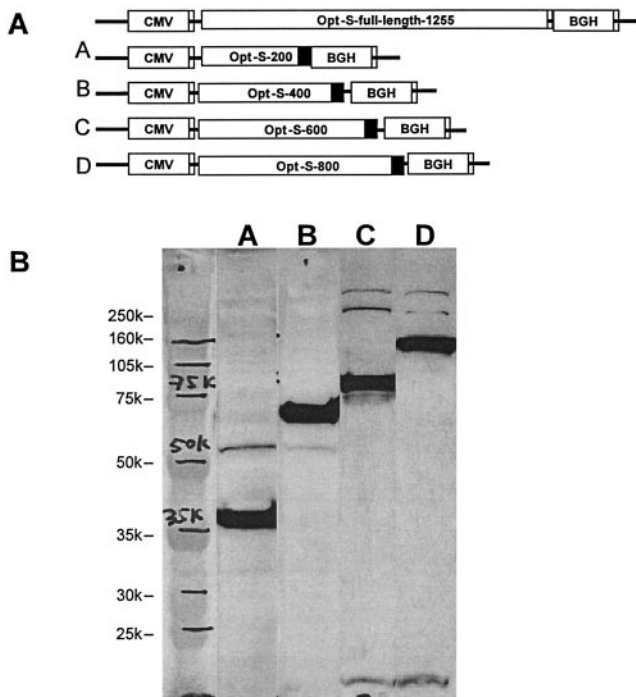 A
CMV Opt-S-full-length-1255 BGH
A CMV Opt-S-200 BGH
B CMV Opt-S-400 BGH
C CMV Opt-S-600 BGH
D CMV Opt-S-800 BGH
B
A B C D
250k–
160k–
105k–
75K
75k–
50K
50k–
35K
35k–
30k–
25k–